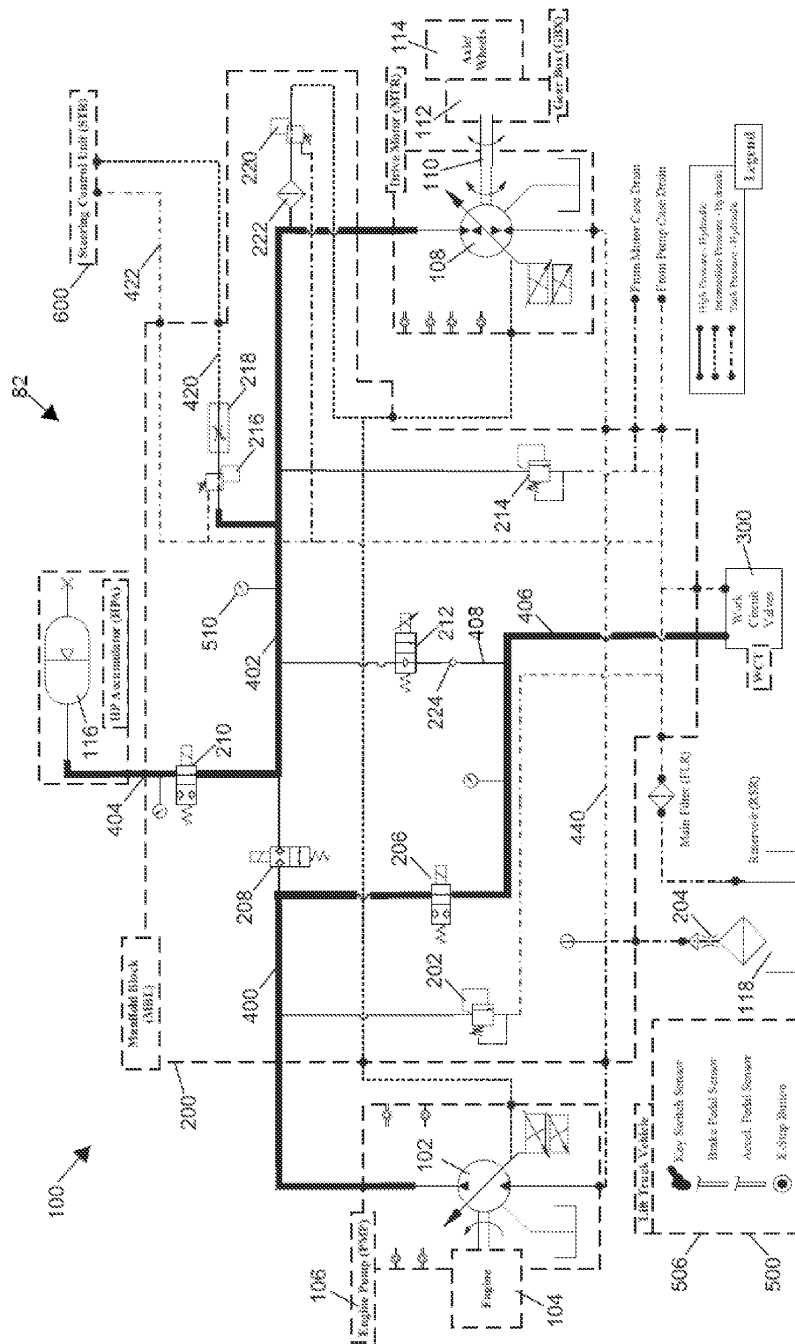 100
82
Manifold Block
(MBL)
200
HP Accumulator (HPA)
116
404
210
Steering Control Unit (STR)
600
422
420
218
216
510
402
208
400
206
212
408
224
406
220
222
Engine Pump (PMP)
106
102
Engine
104
202
440
214
Drive Motor (MTR)
108
110
112
Gear Box (GBX)
114
Axle/
Wheels
From Motor Case Drain
From Pump Case Drain
300
Work
Circuit
Valves
WCT
Main Filter (FLR)
Reservoir (RSR)
204
118
Lift Truck Vehicle
506
500
Key Switch Sensor
Brake Pedal Sensor
Accel. Pedal Sensor
E-Stop Button
Legend
High Pressure - Hydraulic
Intermediate Pressure - Hydraulic
Tank Pressure - Hydraulic